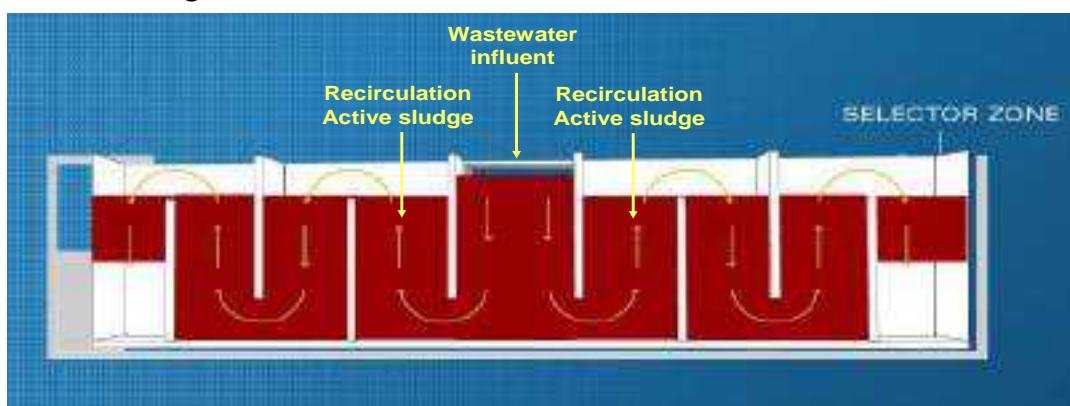 Wastewater
influent
Recirculation
Active sludge
Recirculation
Active sludge
SELECTOR ZONE